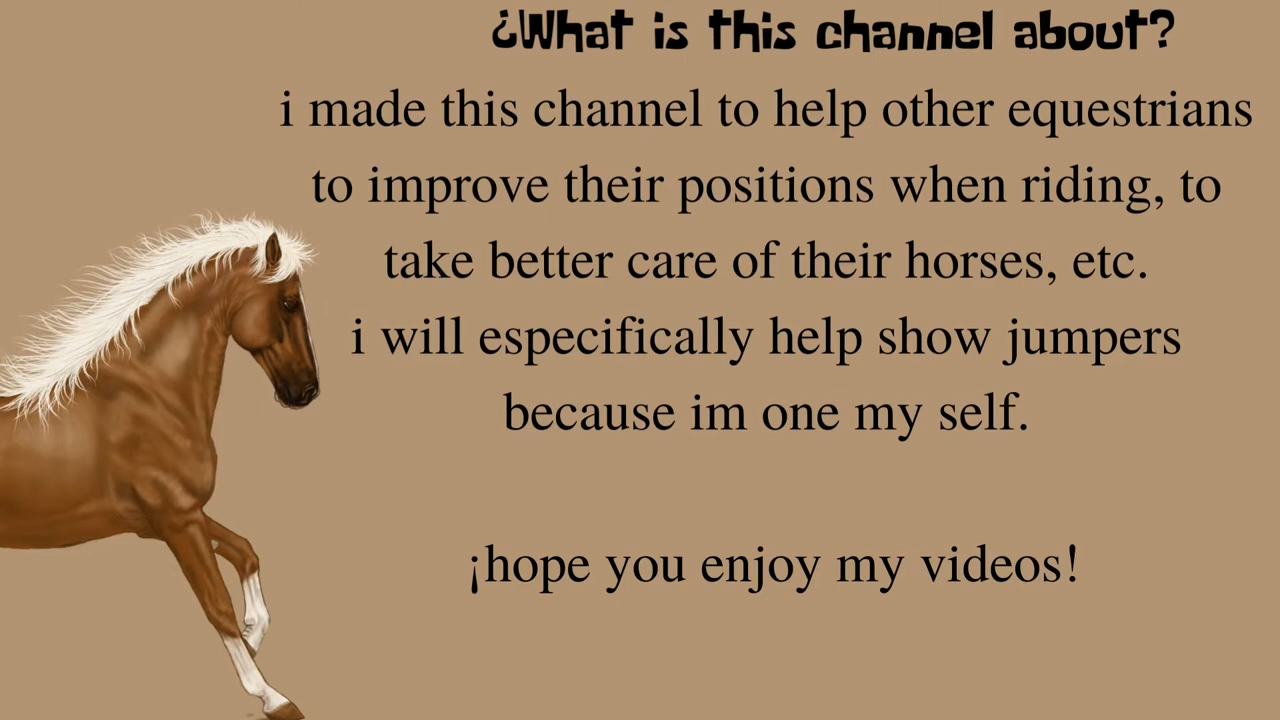 ¿What is this channel about?
i made this channel to help other equestrians
to improve their positions when riding, to
take better care of their horses, etc.
i will especifically help show jumpers
because im one my self.
¡hope you enjoy my videos!